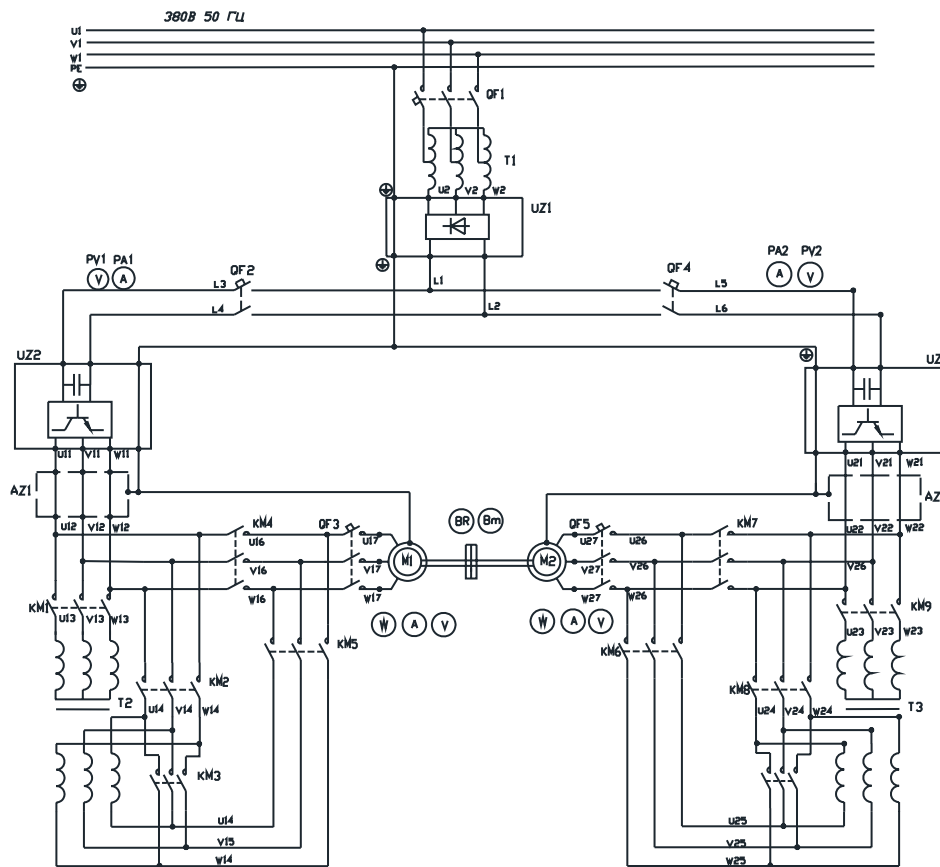 380В 50 ГЦ
U1
V1
W1
PE
QF1
T1
U2 V2 W2
UZ1
PV1 PA1
V A
QF2
L3
L4
L1
L2
QF4
L5
L6
PA2 PV2
A V
UZ2
UZ
U11 V11 W11
U21 V21 W21
AZ1
AZ
U12 V12 W12
U22 V22 W22
KM4
U16
V16
W16
QF3
U17
V17
W17
M1
BR Bm
M2
QF5
U27
V27
W27
U26
V26
W26
KM7
V26
W A V
W A V
KM1
U13 V13 W13
KM5
KM6
KM9
U23 V23 W23
KM2
U14 V14 W14
T2
KM8
U24 V24 W24
T3
KM3
U14
V15
W14
U25
V25
W25